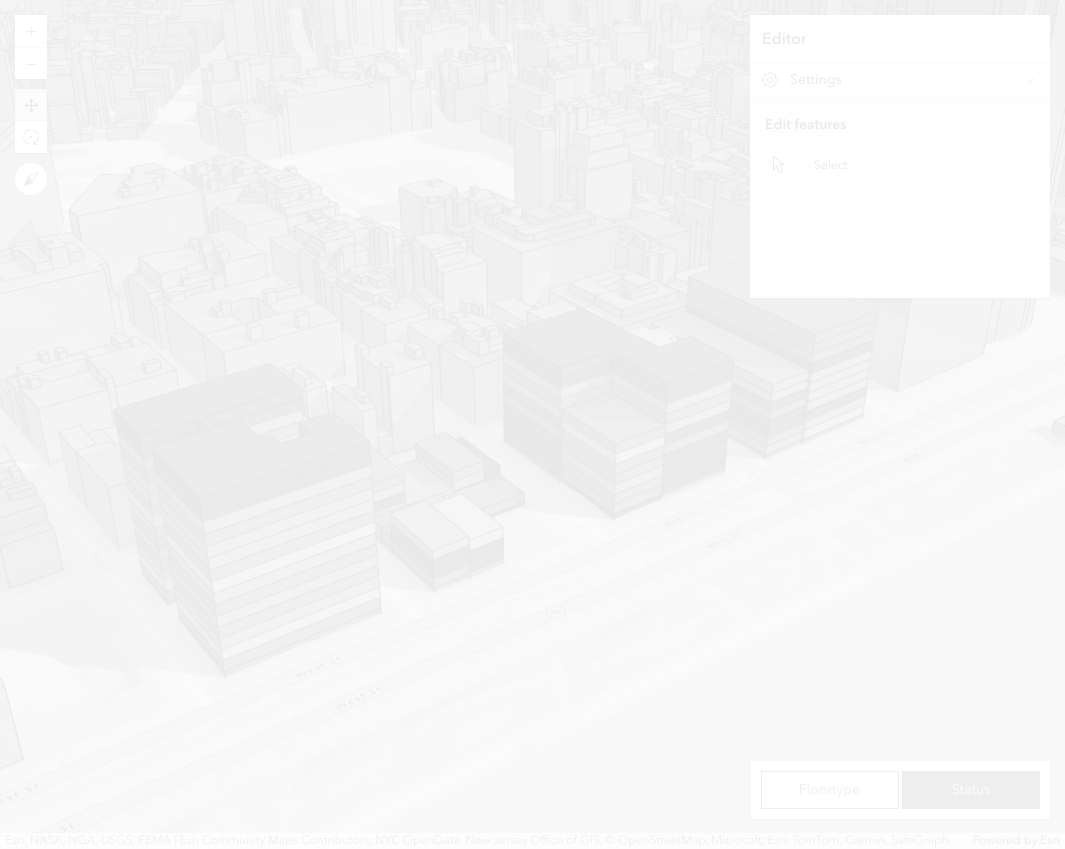 Editor
Settings
Edit features
Select
West St
West St
St
Floortype
Status
Esri, NASA, NGA, USGS, FEMA | Esri Community Maps Contributors, NYC OpenData, New Jersey Office of GIS, © OpenStreetMap, Microsoft, Esri, TomTom, Garmin, SafeGraph
Powered by Esri